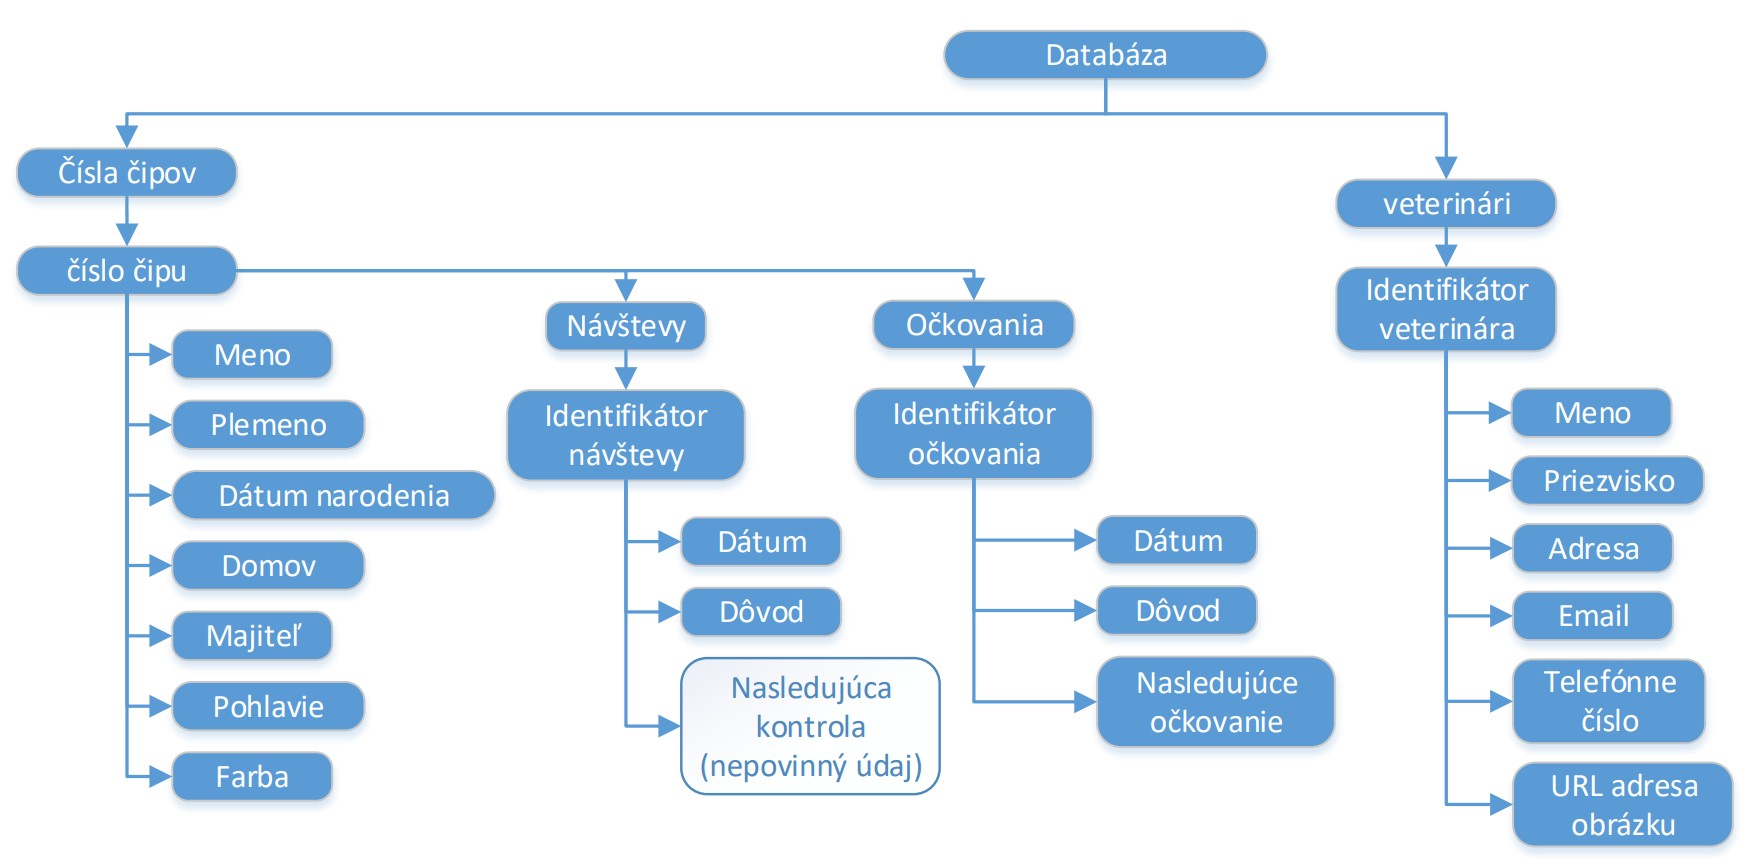 Databáza
Čísla čipov
číslo čipu
Meno
Plemeno
Dátum narodenia
Domov
Majiteľ
Pohlavie
Farba
Návštevy
Identifikátor
návštevy
Dátum
Dôvod
Nasledujúca
kontrola
(nepovinný údaj)
Očkovania
Identifikátor
očkovania
Dátum
Dôvod
Nasledujúce
očkovanie
veterinári
Identifikátor
veterinára
Meno
Priezvisko
Adresa
Email
Telefónne
číslo
URL adresa
obrázku